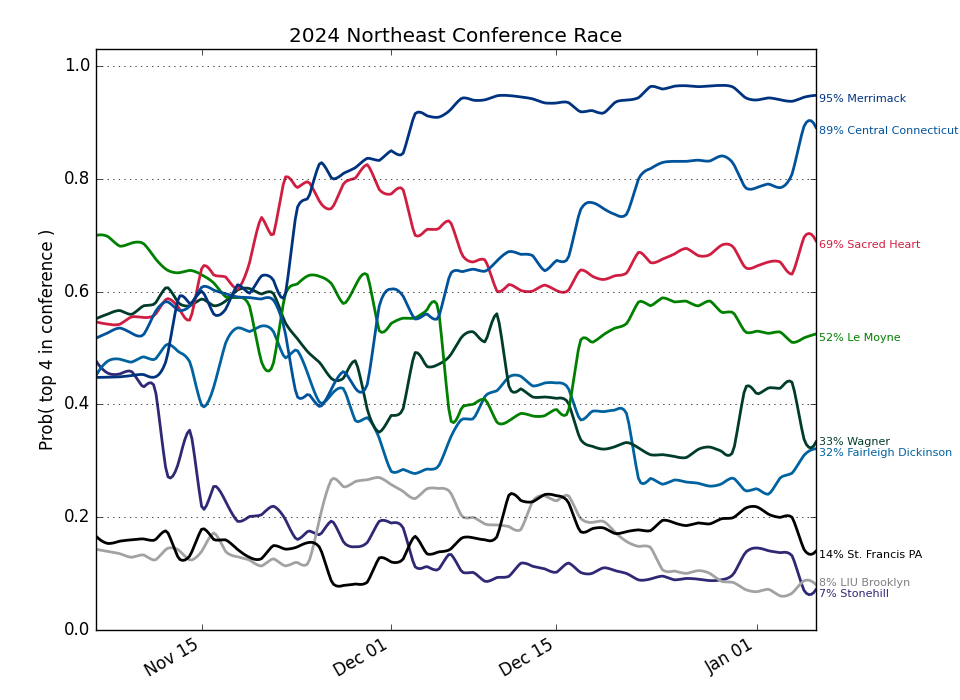 2024 Northeast Conference Race
Prob( top 4 in conference )
1.0
0.8
0.6
0.4
0.2
0.0
Nov 15
Dec 01
Dec 15
Jan 01
95% Merrimack
89% Central Connecticut
69% Sacred Heart
52% Le Moyne
33% Wagner
32% Fairleigh Dickinson
14% St. Francis PA
8% LIU Brooklyn
7% Stonehill